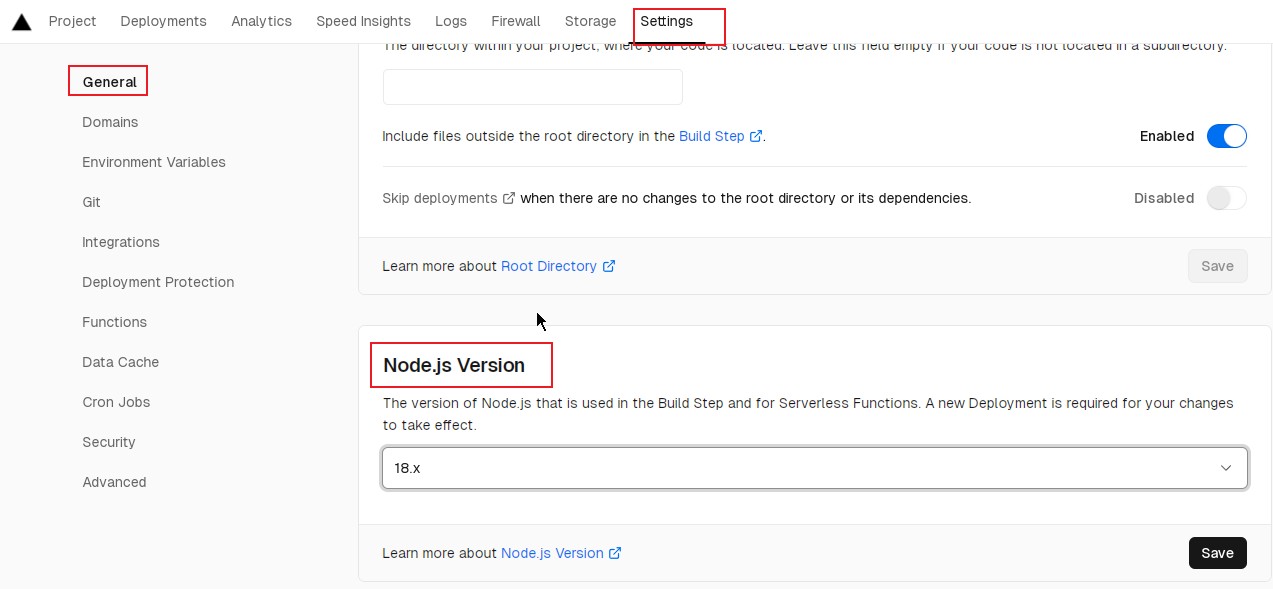 Project Deployments Analytics Speed Insights Logs Firewall Storage Settings
The directory within your project, where your code is located. Leave this field empty if your code is not located in a subdirectory.
General
Domains
Environment Variables
Git
Integrations
Deployment Protection
Functions
Data Cache
Cron Jobs
Security
Advanced
Include files outside the root directory in the Build Step.
Enabled
Skip deployments when there are no changes to the root directory or its dependencies.
Disabled
Learn more about Root Directory
Save
Node.js Version
The version of Node.js that is used in the Build Step and for Serverless Functions. A new Deployment is required for your changes
to take effect.
18.x
Learn more about Node.js Version
Save